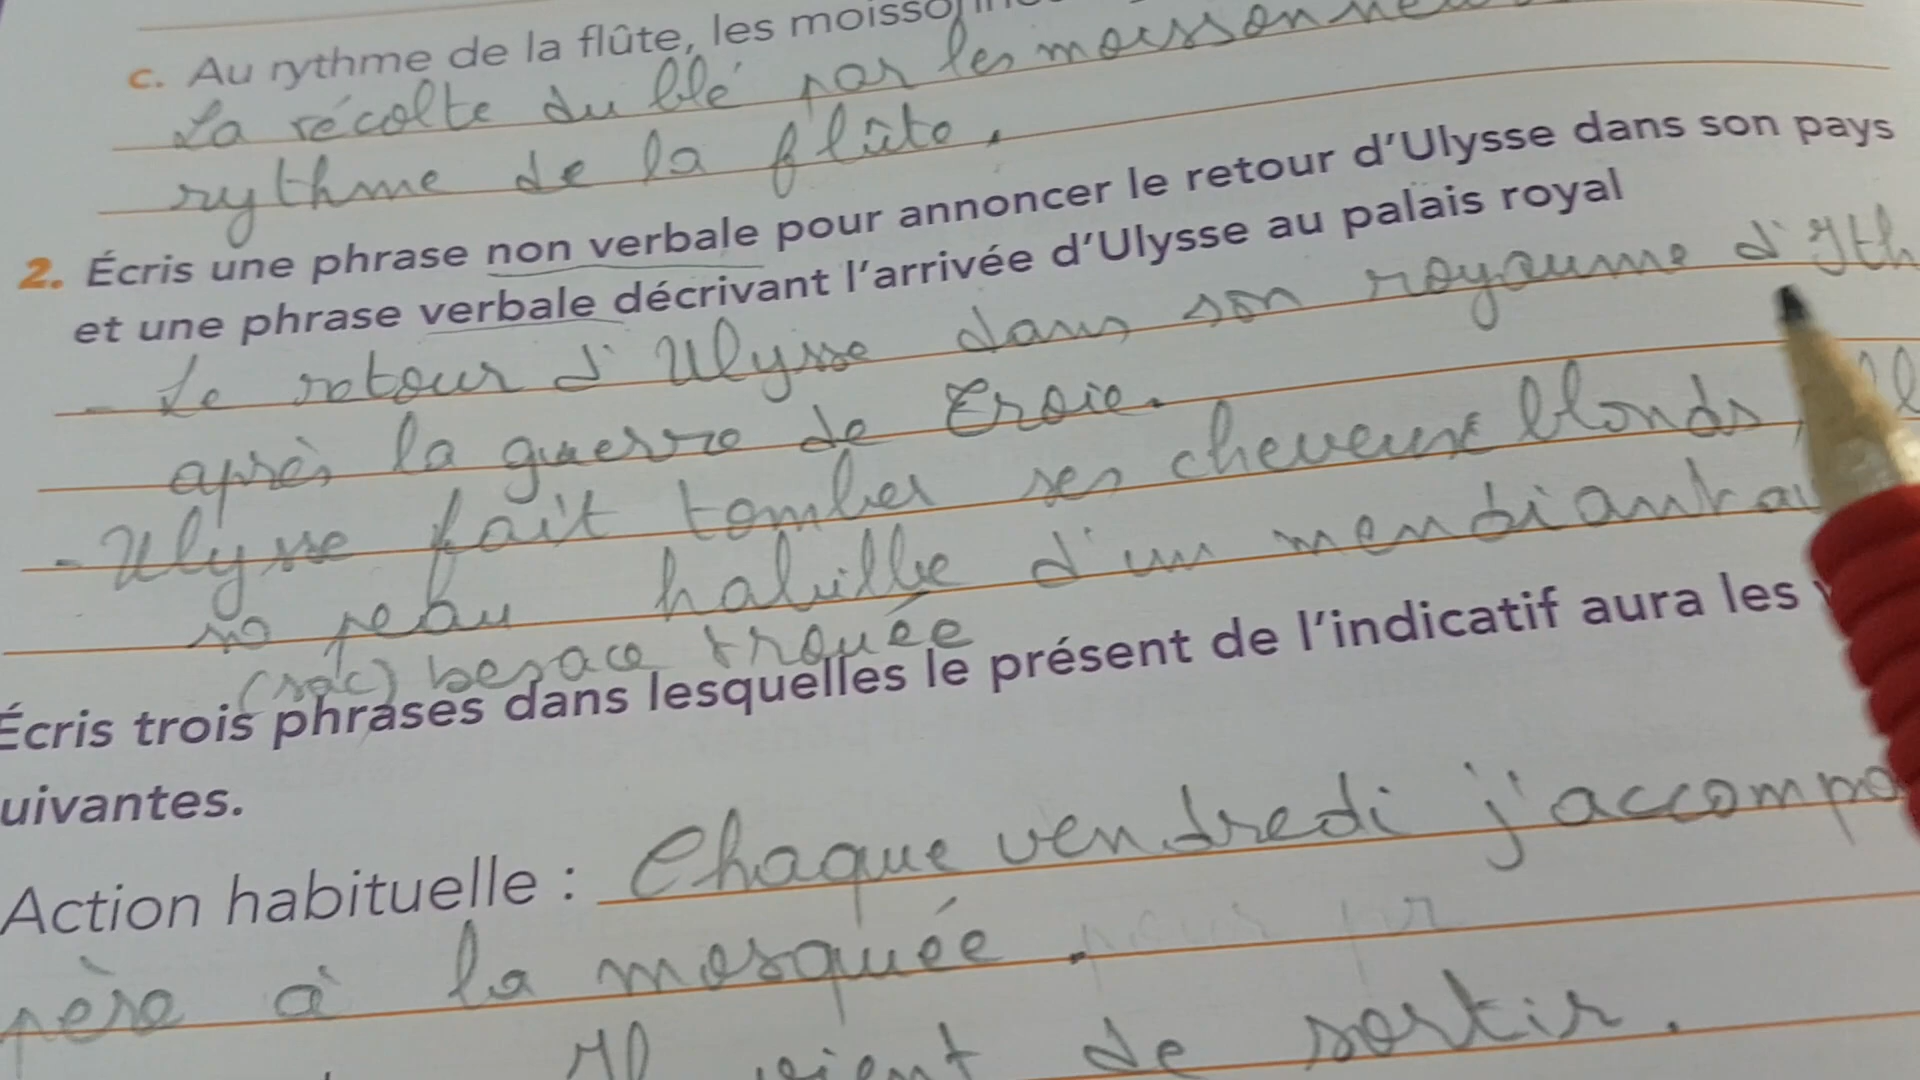 c. Au rythme de la flûte, les moisso
La récolte du blé par les moissonne
rythme de la flûte.
2. Écris une phrase non verbale pour annoncer le retour d'Ulysse dans son pays
et une phrase verbale décrivant l'arrivée d'Ulysse au palais royal
- Le retour d'Ulysse dans son royaume d'Ith
après la guerre de Troie.
- Ulysse fait tomber ses cheveux blonds,
sa peau habillée d'un mendiant
(sac) besace trouée
Écris trois phrases dans lesquelles le présent de l'indicatif aura les
uivantes.
Action habituelle : Chaque vendredi j'accompa
père à la mosquée.
Il vient de sortir.